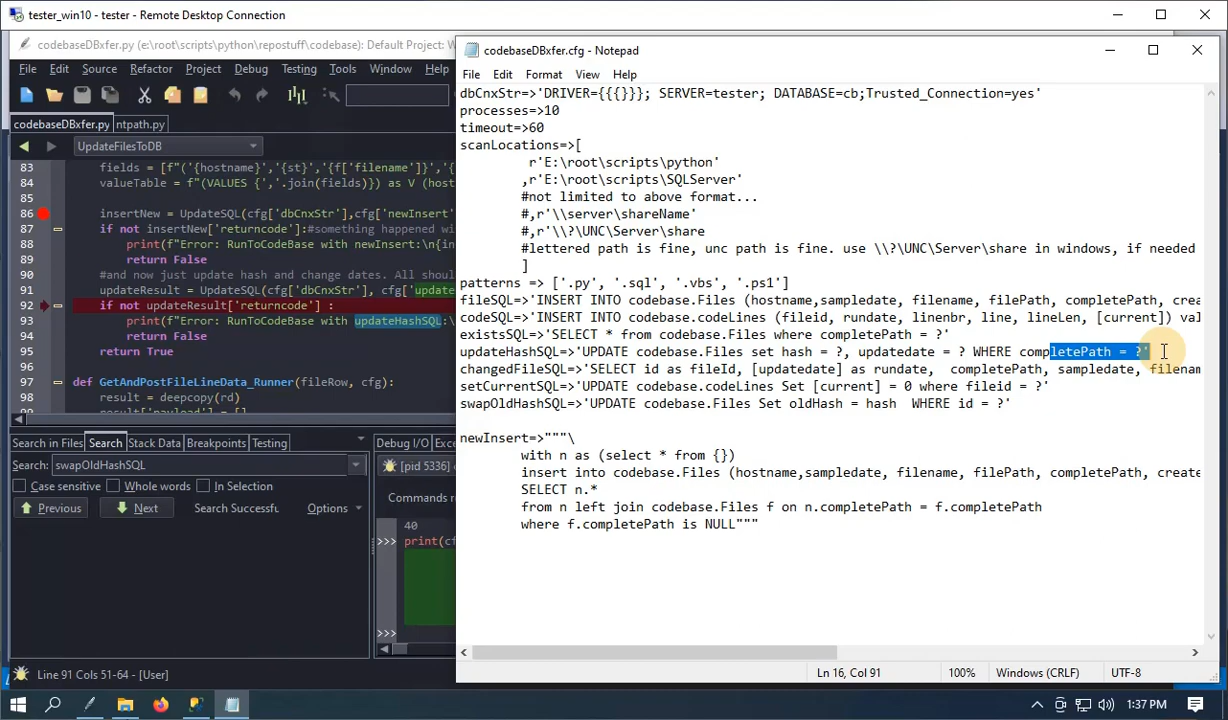 tester_win10 - tester - Remote Desktop Connection
codebaseDBxfer.py (e:\root\scripts\python\repostuff\codebase): Default Project: W
File Edit Source Refactor Project Debug Testing Tools Window Help
codebaseDBxfer.py ntpath.py
UpdateFilesToDB
83 fields = [f"('{hostname}','{st}','{f['filename']}','{
84 valueTable = f"(VALUES {','.join(fields)}) as V (hos
85
86 insertNew = UpdateSQL(cfg['dbCnxStr'],cfg['newInsert'
87 if not insertNew['returncode']:#something happened wi
88 print(f"Error: RunToCodeBase with newInsert:\n{in
89 return False
90 #and now just update hash and change dates. All shoul
91 updateResult = UpdateSQL(cfg['dbCnxStr'], cfg['update
92 if not updateResult['returncode'] :
93 print(f"Error: RunToCodeBase with updateHashSQL:\
94 return False
95 return True
96
97 def GetAndPostFileLineData_Runner(fileRow, cfg):
98 result = deepcopy(rd)
result['payload'] = []
Search in Files Search Stack Data Breakpoints Testing
Search: swapOldHashSQL
Case sensitive Whole words In Selection
Previous Next Search Successfu Options
Debug I/O Exce
[pid 5336]
Commands r
40
>>> print(cf
>>>
Line 91 Cols 51-64 - [User]
codebaseDBxfer.cfg - Notepad
File Edit Format View Help
dbCnxStr=>'DRIVER={{{}}}; SERVER=tester; DATABASE=cb;Trusted_Connection=yes'
processes=>10
timeout=>60
scanLocations=>[
r'E:\root\scripts\python'
,r'E:\root\scripts\SQLServer'
#not limited to above format...
#,r'\\server\shareName'
#,r'\\?\UNC\Server\share
#lettered path is fine, unc path is fine. use \\?\UNC\Server\share in windows, if needed
]
patterns => ['.py', '.sql', '.vbs', '.ps1']
fileSQL=>'INSERT INTO codebase.Files (hostname,sampledate, filename, filePath, completePath, crea
codeSQL=>'INSERT INTO codebase.codeLines (fileid, rundate, linenbr, line, lineLen, [current]) val
existsSQL=>'SELECT * from codebase.Files where completePath = ?'
updateHashSQL=>'UPDATE codebase.Files set hash = ?, updatedate = ? WHERE completePath = ?'
changedFileSQL=>'SELECT id as fileId, [updatedate] as rundate, completePath, sampledate, filenam
setCurrentSQL=>'UPDATE codebase.codeLines Set [current] = 0 where fileid = ?'
swapOldHashSQL=>'UPDATE codebase.Files Set oldHash = hash WHERE id = ?'
newInsert=>"""\
with n as (select * from {})
insert into codebase.Files (hostname,sampledate, filename, filePath, completePath, create
SELECT n.*
from n left join codebase.Files f on n.completePath = f.completePath
where f.completePath is NULL"""
Ln 16, Col 91 100% Windows (CRLF) UTF-8
1:37 PM